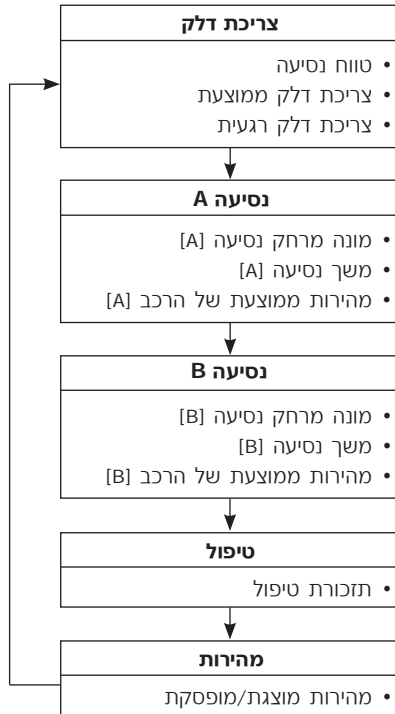 צריכת דלק
• טווח נסיעה
• צריכת דלק ממוצעת
• צריכת דלק רגעית
נסיעה A
• מונה מרחק נסיעה [A]
• משך נסיעה [A]
• מהירות ממוצעת של הרכב [A]
נסיעה B
• מונה מרחק נסיעה [B]
• משך נסיעה [B]
• מהירות ממוצעת של הרכב [B]
טיפול
• תזכורת טיפול
מהירות
• מהירות מוצגת/מופסקת